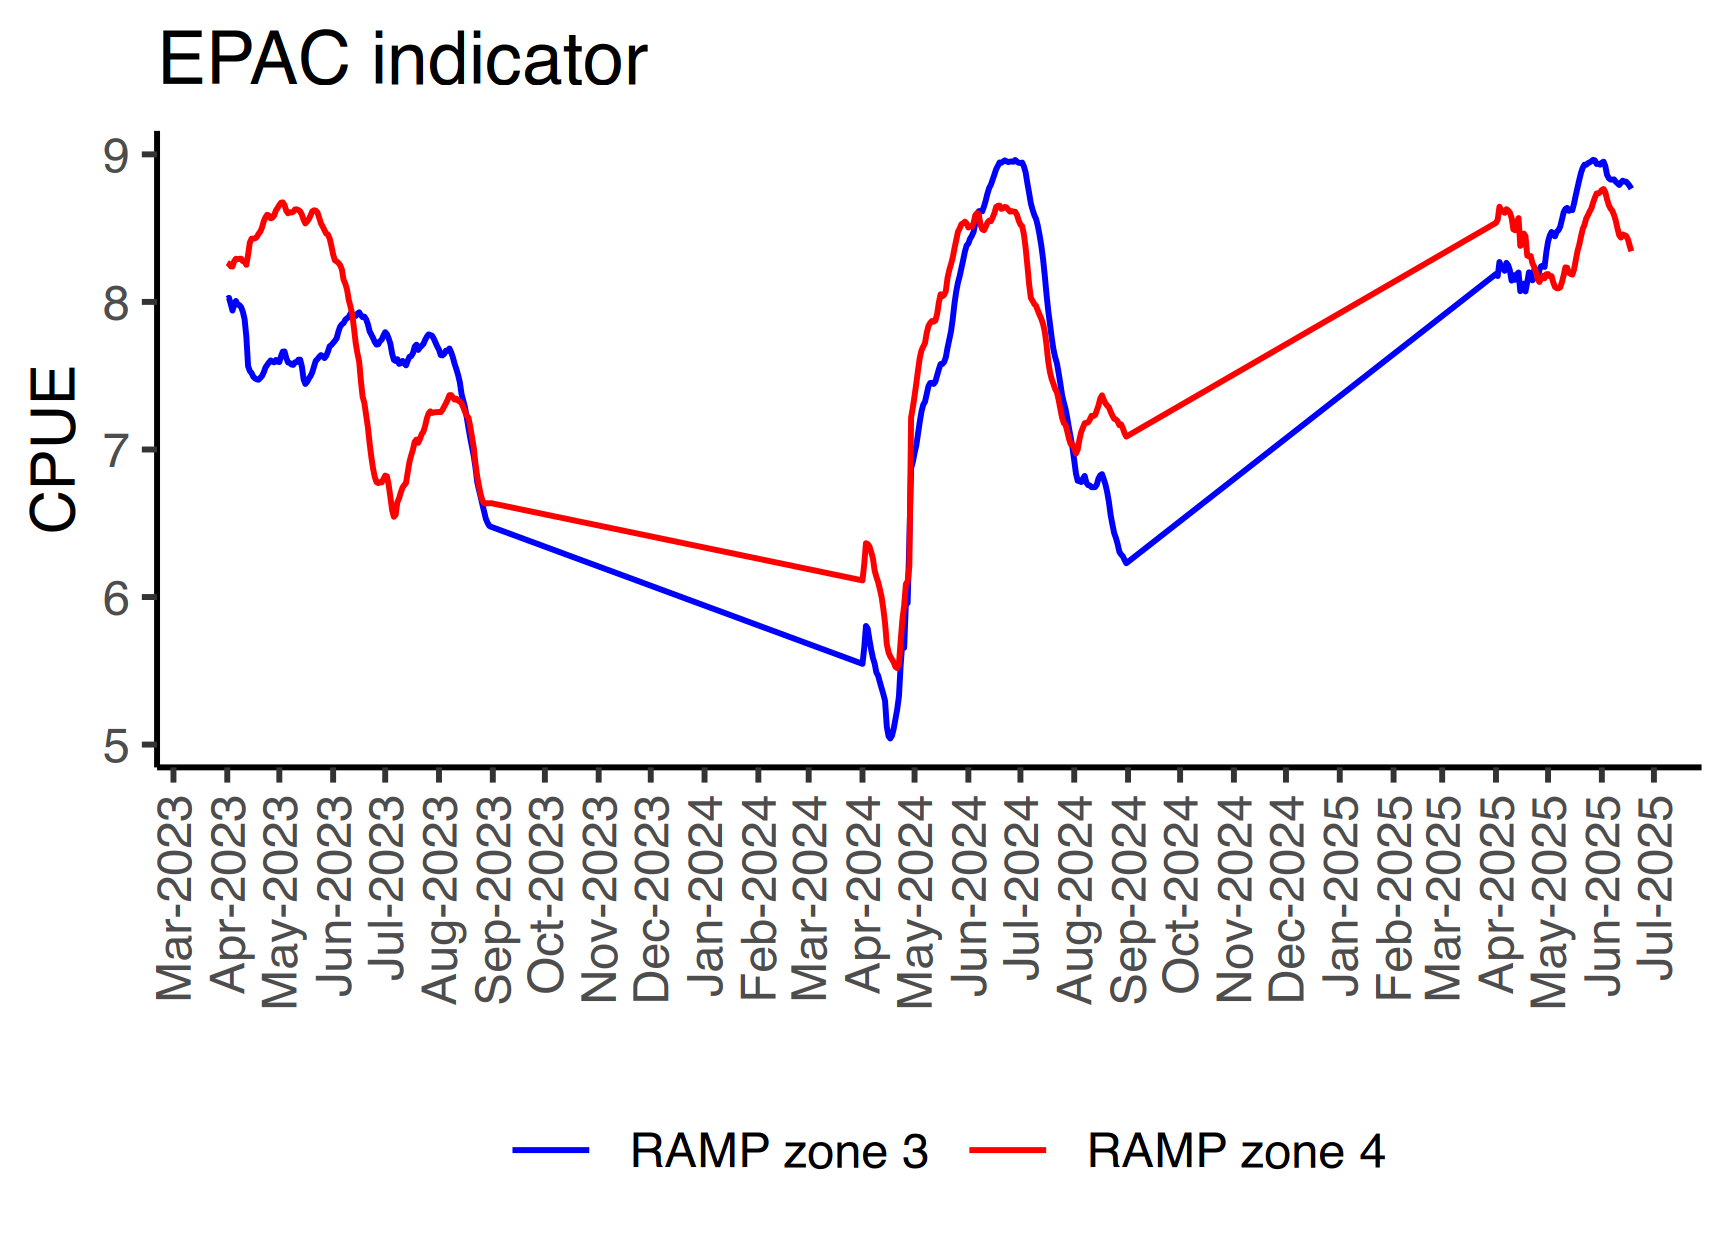 EPAC indicator
CPUE
9
8
7
6
5
Mar-2023
Apr-2023
May-2023
Jun-2023
Jul-2023
Aug-2023
Sep-2023
Oct-2023
Nov-2023
Dec-2023
Jan-2024
Feb-2024
Mar-2024
Apr-2024
May-2024
Jun-2024
Jul-2024
Aug-2024
Sep-2024
Oct-2024
Nov-2024
Dec-2024
Jan-2025
Feb-2025
Mar-2025
Apr-2025
May-2025
Jun-2025
Jul-2025
RAMP zone 3
RAMP zone 4